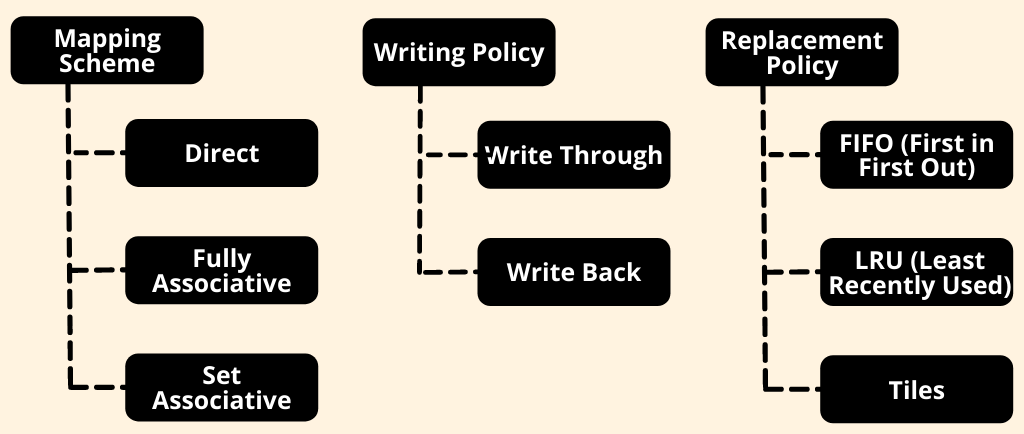 Mapping
Scheme
Direct
Fully
Associative
Set
Associative
Writing Policy
Write Through
Write Back
Replacement
Policy
FIFO (First in
First Out)
LRU (Least
Recently Used)
Tiles